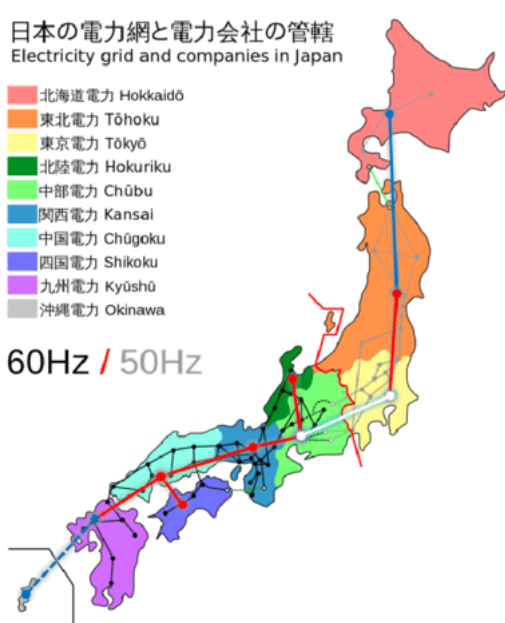 日本の電力網と電力会社の管轄
Electricity grid and companies in Japan
北海道電力 Hokkaidō
東北電力 Tōhoku
東京電力 Tōkyō
北陸電力 Hokuriku
中部電力 Chūbu
関西電力 Kansai
中国電力 Chūgoku
四国電力 Shikoku
九州電力 Kyūshū
沖縄電力 Okinawa
60Hz / 50Hz